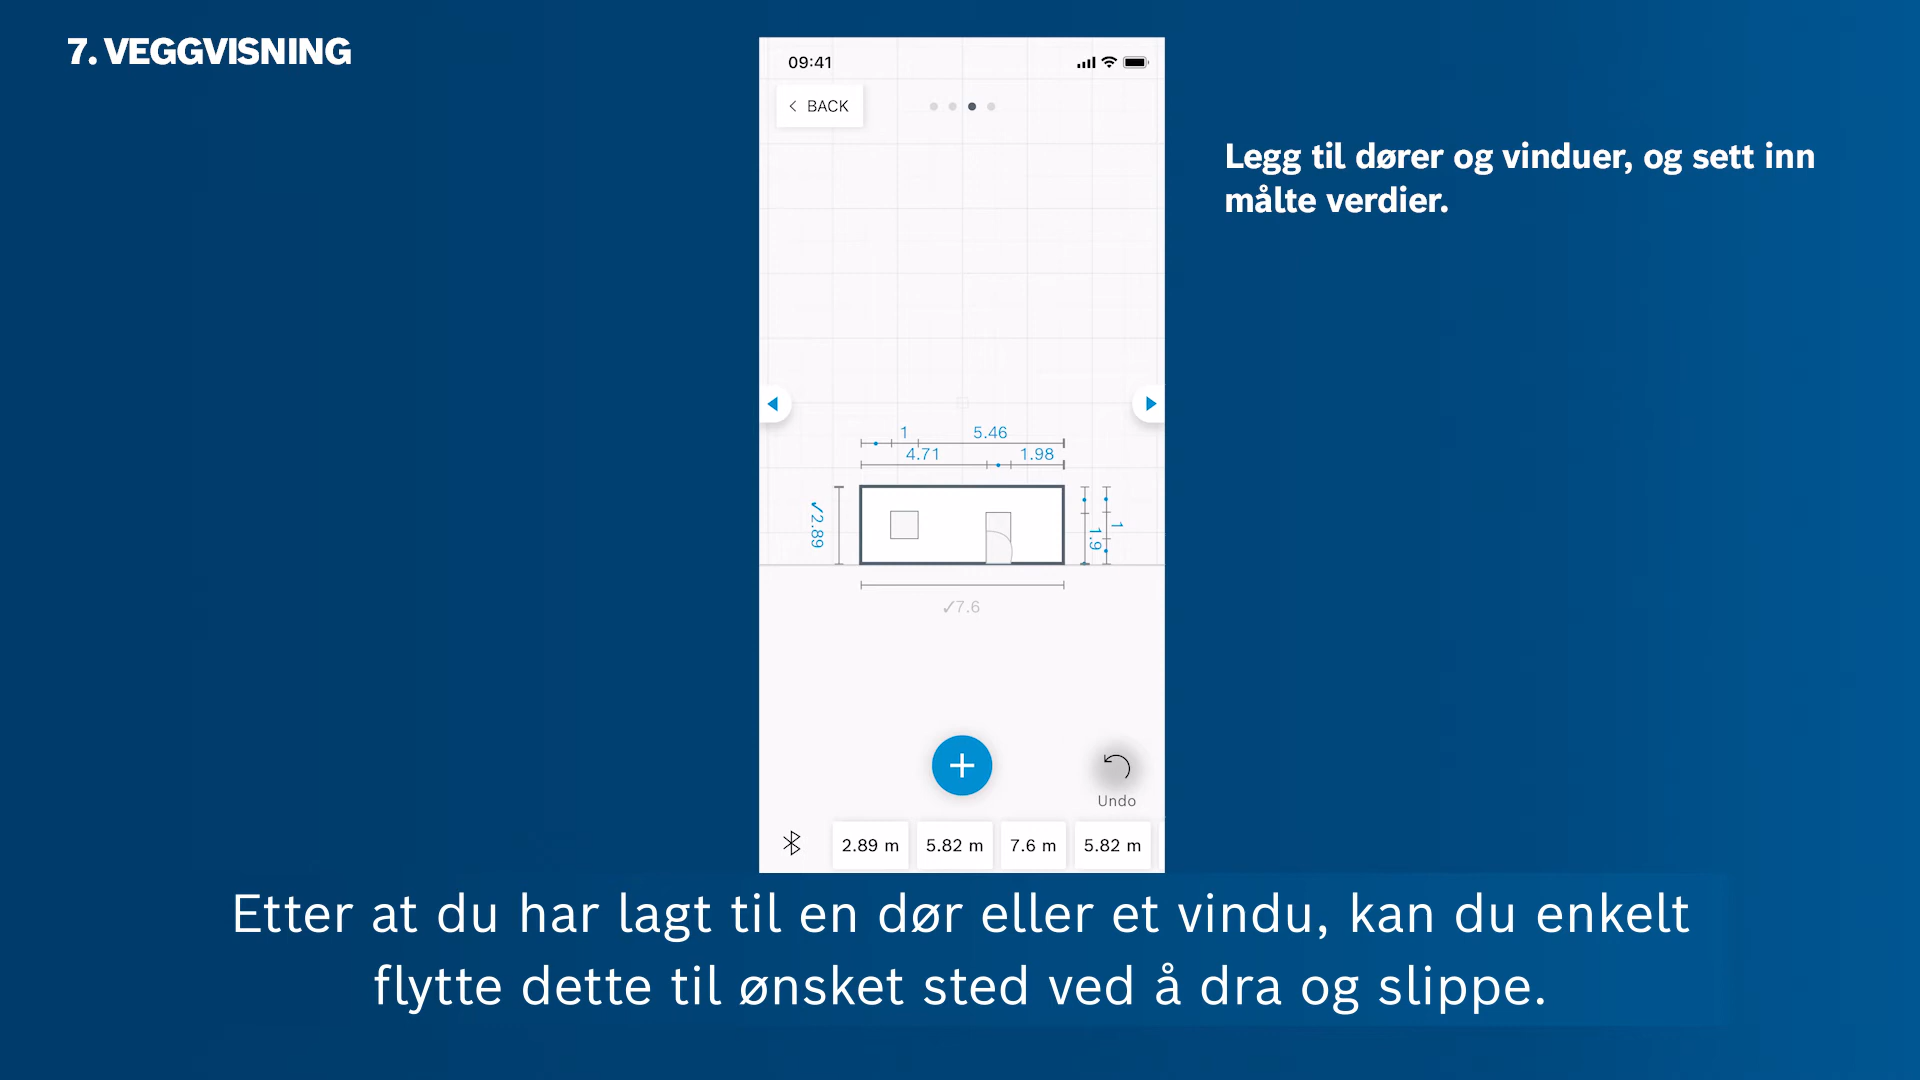 7. VEGGVISNING
09:41
BACK
Legg til dører og vinduer, og sett inn
målte verdier.
1 5.46
4.71 1.98
✓2.89
1.9
1
✓7.6
Undo
2.89 m 5.82 m 7.6 m 5.82 m
Etter at du har lagt til en dør eller et vindu, kan du enkelt
flytte dette til ønsket sted ved å dra og slippe.